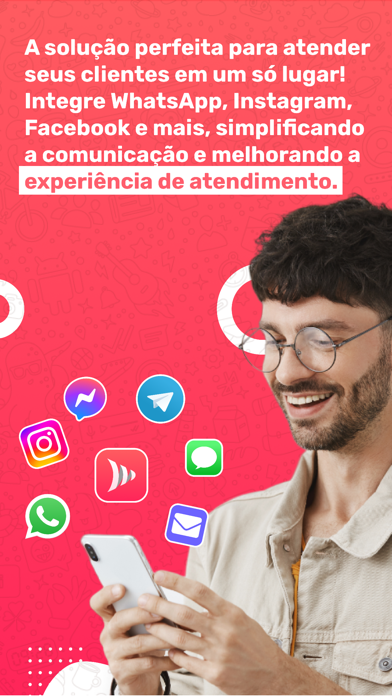 A solução perfeita para atender
seus clientes em um só lugar!
Integre WhatsApp, Instagram,
Facebook e mais, simplificando
a comunicação e melhorando a
experiência de atendimento.